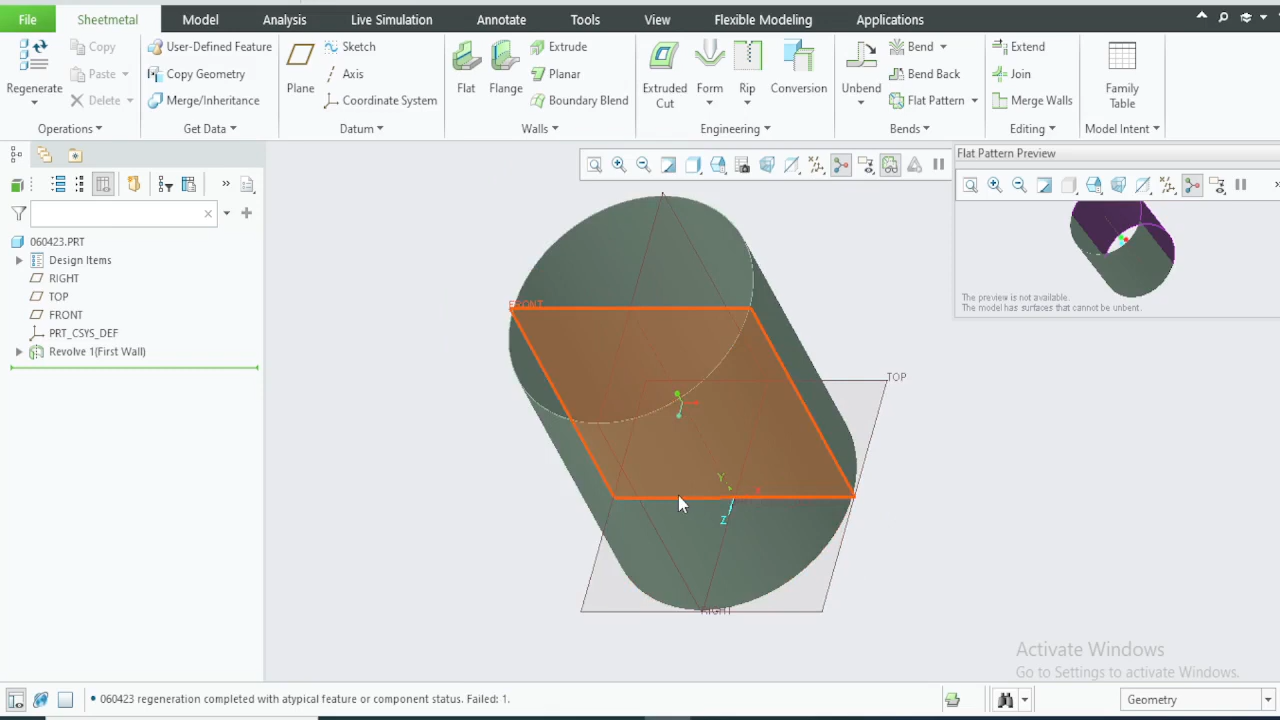 File Sheetmetal Model Analysis Live Simulation Annotate Tools View Flexible Modeling Applications
Regenerate
Copy
Paste
Delete
Operations
User-Defined Feature
Copy Geometry
Merge/Inheritance
Get Data
Plane
Sketch
Axis
Coordinate System
Datum
Flat
Flange
Extrude
Planar
Boundary Blend
Walls
Extruded
Cut
Form
Rip
Conversion
Engineering
Unbend
Bend
Bend Back
Flat Pattern
Bends
Extend
Join
Merge Walls
Editing
Family
Table
Model Intent
060423.PRT
Design Items
RIGHT
TOP
FRONT
PRT_CSYS_DEF
Revolve 1(First Wall)
FRONT
TOP
Y
Z
RIGHT
Flat Pattern Preview
The preview is not available.
The model has surfaces that cannot be unbent.
Activate Windows
Go to Settings to activate Windows.
060423 regeneration completed with atypical feature or component status. Failed: 1.
Geometry